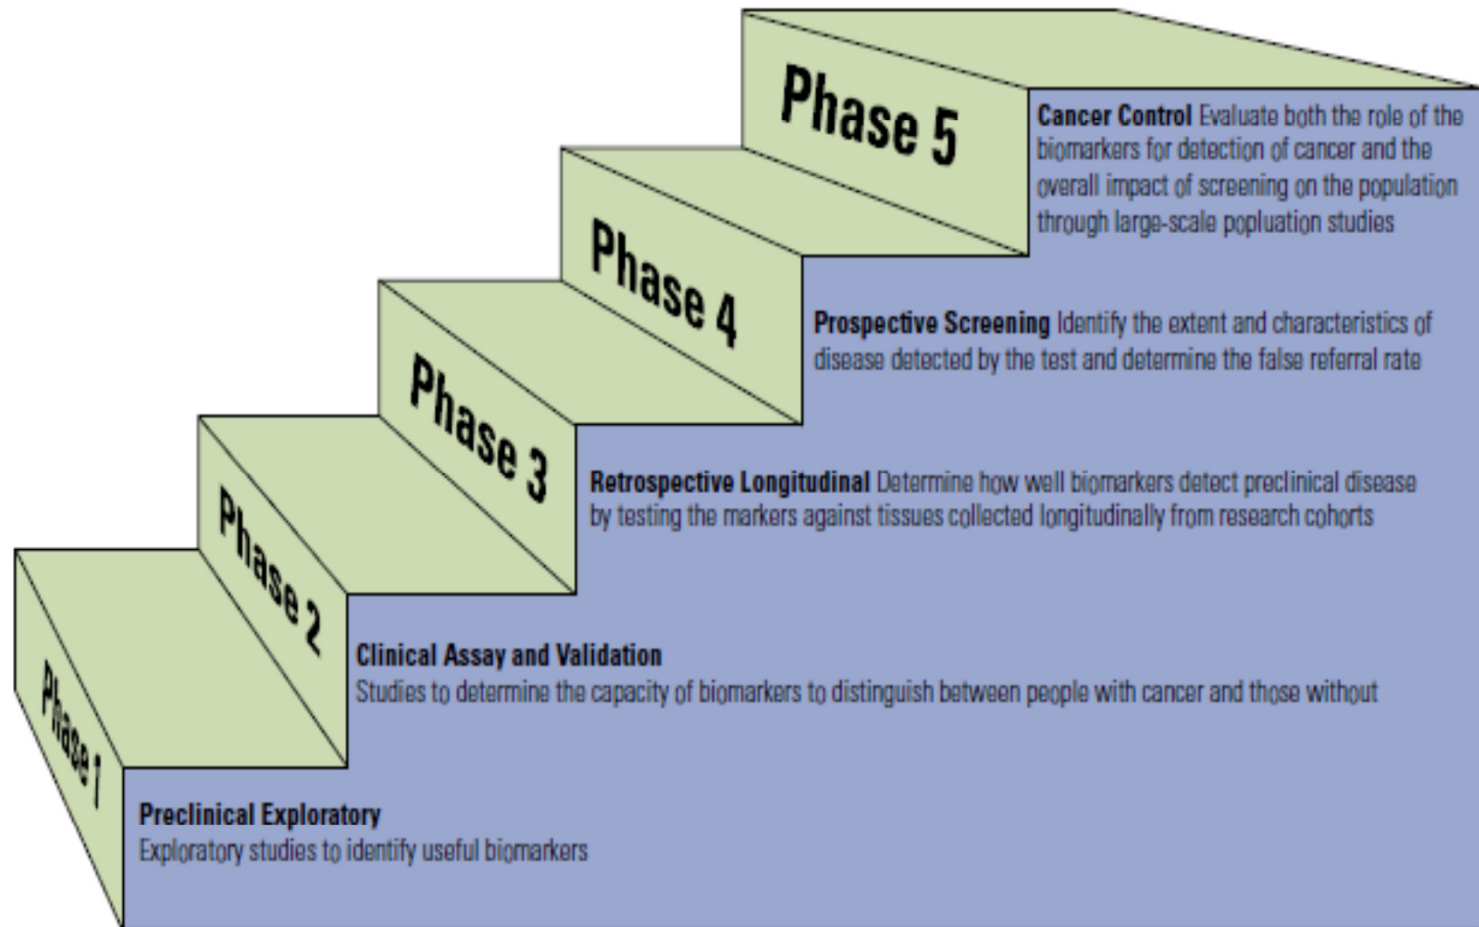 Phase 5
Cancer Control Evaluate both the role of the
biomarkers for detection of cancer and the
overall impact of screening on the population
through large-scale popluation studies
Phase 4
Prospective Screening Identify the extent and characteristics of
disease detected by the test and determine the false referral rate
Phase 3
Retrospective Longitudinal Determine how well biomarkers detect preclinical disease
by testing the markers against tissues collected longitudinally from research cohorts
Phase 2
Clinical Assay and Validation
Studies to determine the capacity of biomarkers to distinguish between people with cancer and those without
Phase 1
Preclinical Exploratory
Exploratory studies to identify useful biomarkers